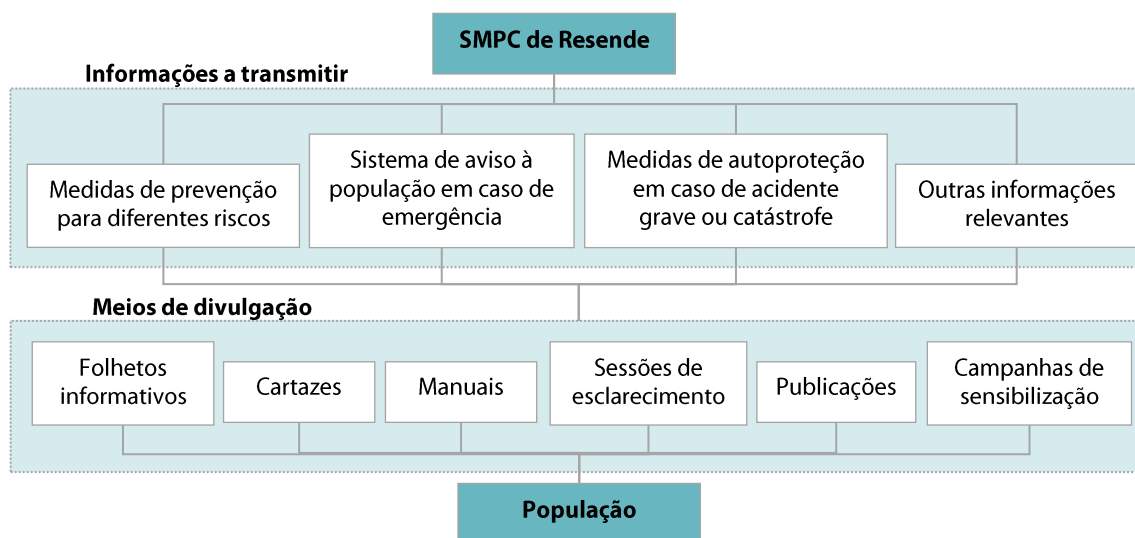 SMPC de Resende
Informações a transmitir
Medidas de prevenção
para diferentes riscos
Sistema de aviso à
população em caso de
emergência
Medidas de autoproteção
em caso de acidente
grave ou catástrofe
Outras informações
relevantes
Meios de divulgação
Folhetos
informativos
Cartazes
Manuais
Sessões de
esclarecimento
Publicações
Campanhas de
sensibilização
População